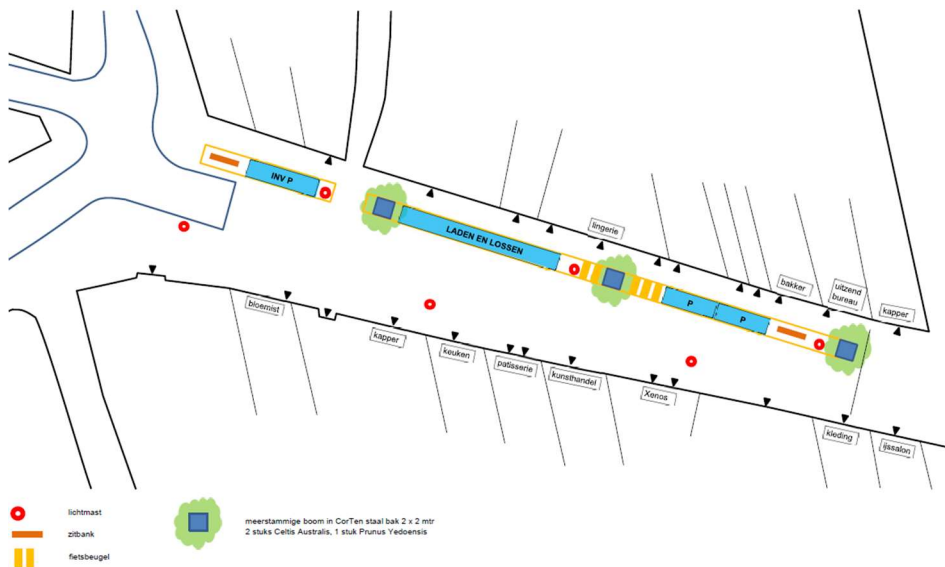 INV P
LADEN EN LOSSEN
lingerie
P
P
bakker
uitzend
bureau
kapper
bloemist
kapper
keuken
patisserie
kunsthandel
Xenos
kleding
ijssalon
lichtmast
zitbank
fietsbeugel
meerstammige boom in CorTen staal bak 2 x 2 mtr
2 stuks Celtis Australis, 1 stuk Prunus Yedoensis